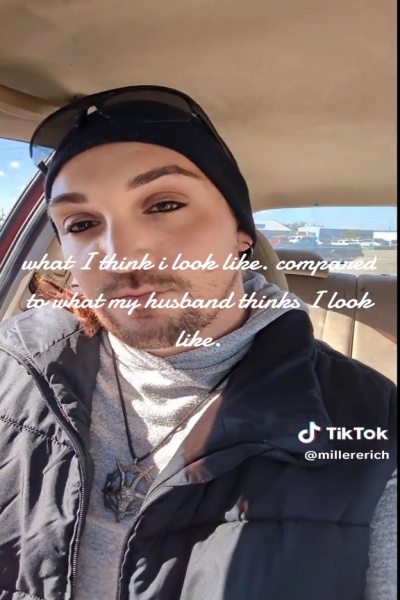 what I think i look like. compared
to what my husband thinks I look
like.
TikTok
@millererich